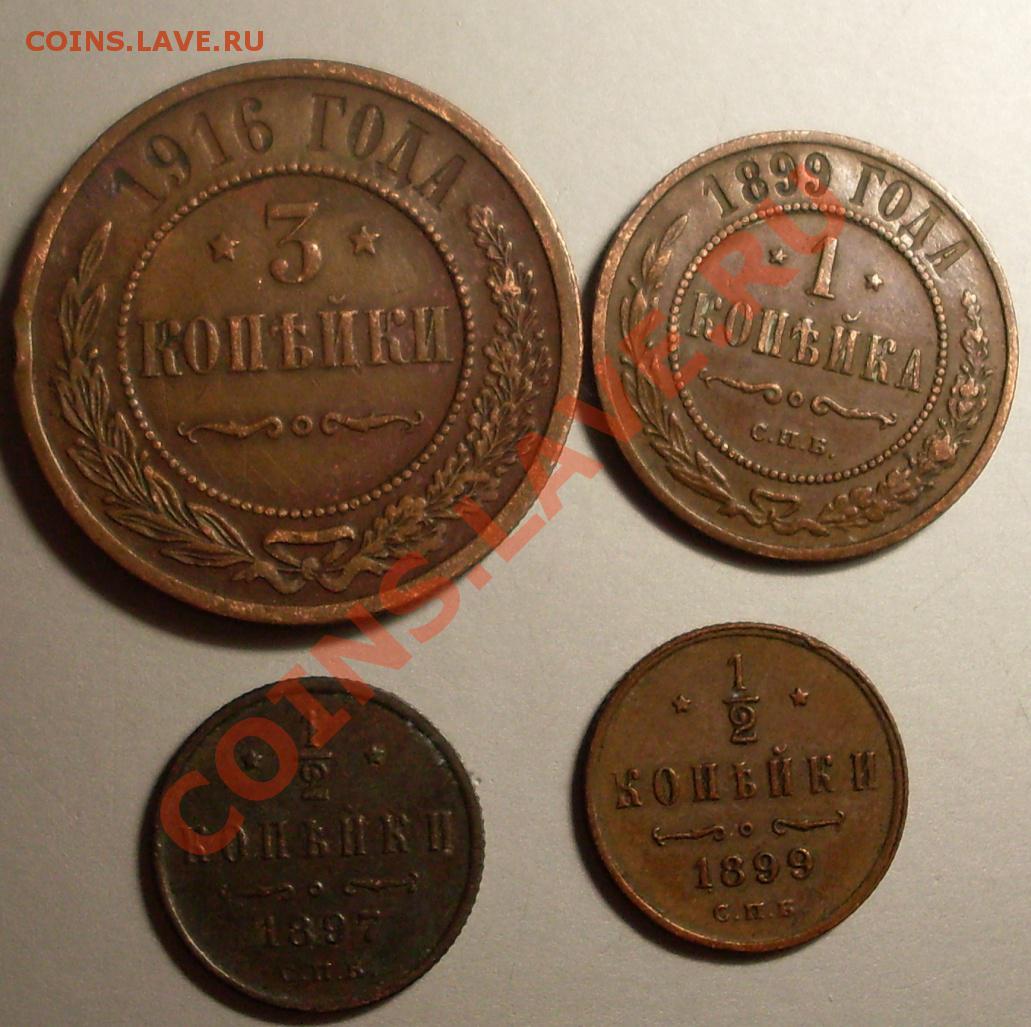 COINS.LAVE.RU
1916 ГОДА
3
КОПѢЙКИ
1899 ГОДА
1
КОПѢЙКА
С.П.Б.
1/2
КОПѢЙКИ
1897
С.П.Б.
1/2
КОПѢЙКИ
1899
С.П.Б.
COINS.LAVE.RU